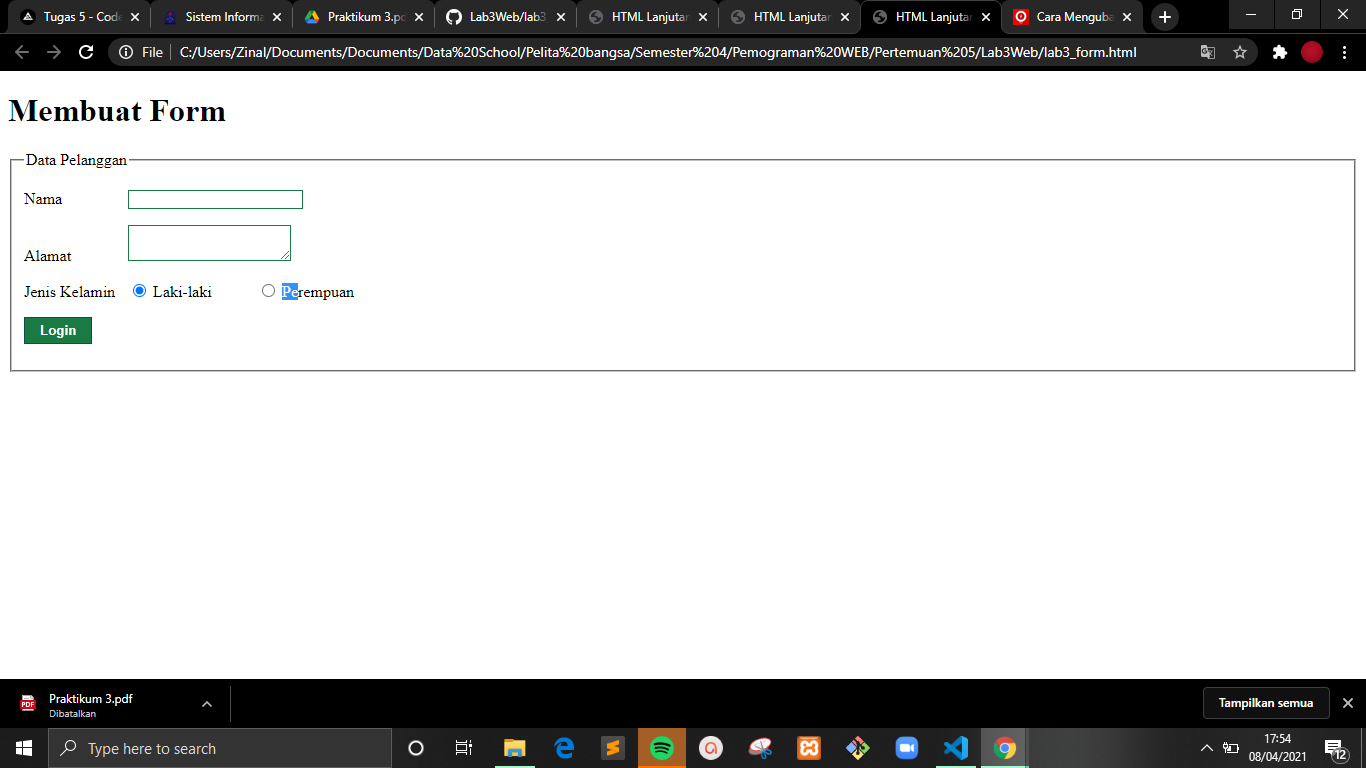 Tugas 5 - Code
Sistem Informa
Praktikum 3.pd
Lab3Web/lab3_
HTML Lanjutan
HTML Lanjutan
HTML Lanjutan
Cara Menguba
File
C:/Users/Zinal/Documents/Documents/Data%20School/Pelita%20bangsa/Semester%204/Pemograman%20WEB/Pertemuan%205/Lab3Web/lab3_form.html
Membuat Form
Data Pelanggan
Nama
Alamat
Jenis Kelamin Laki-laki Perempuan
Login
PDF
Praktikum 3.pdf
Dibatalkan
Tampilkan semua
Type here to search
17:54
08/04/2021
12